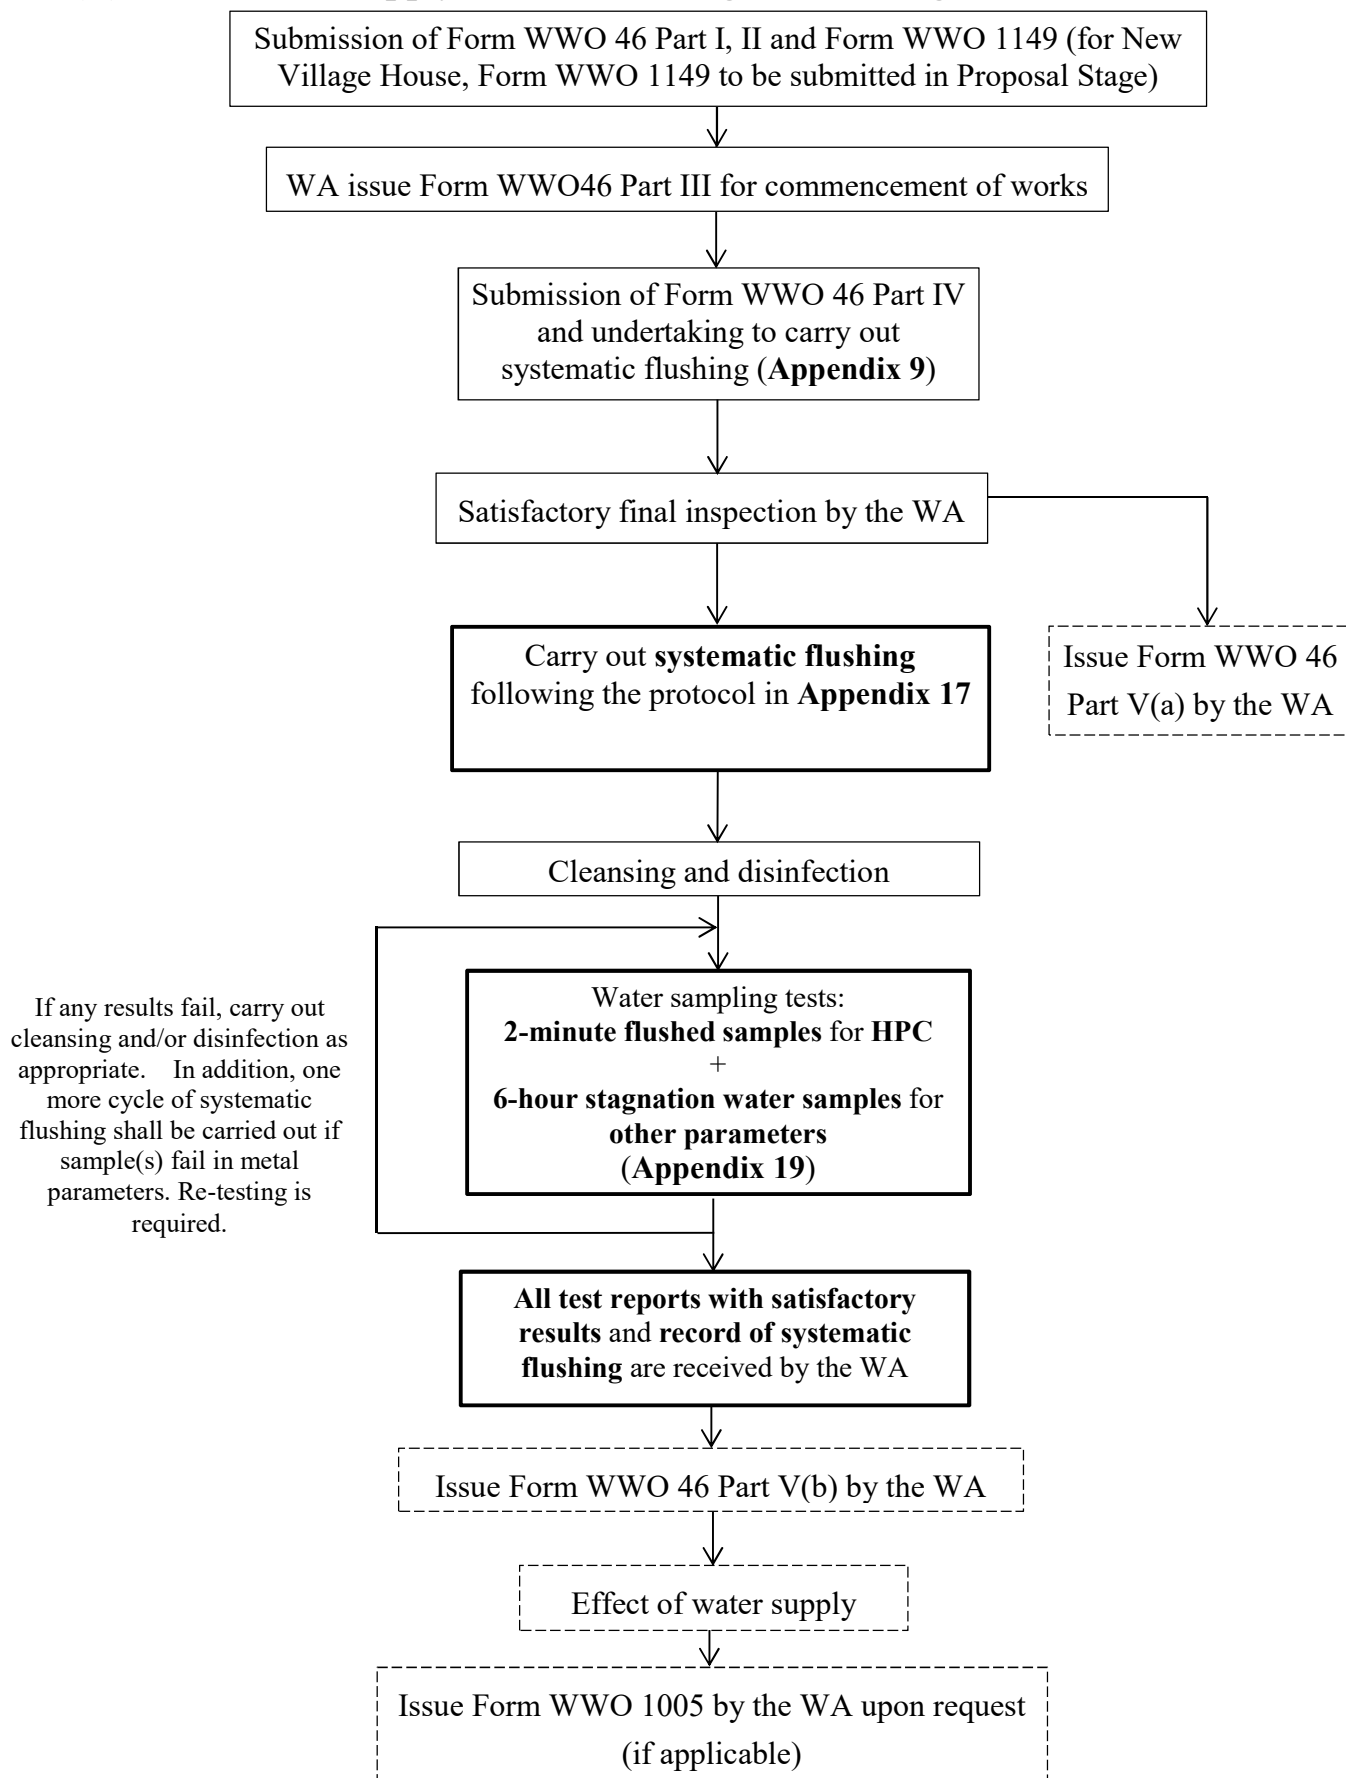 Submission of Form WWO 46 Part I, II and Form WWO 1149 (for New
Village House, Form WWO 1149 to be submitted in Proposal Stage)
WA issue Form WWO46 Part III for commencement of works
Submission of Form WWO 46 Part IV
and undertaking to carry out
systematic flushing (Appendix 9)
Satisfactory final inspection by the WA
Issue Form WWO 46
Part V(a) by the WA
Carry out systematic flushing
following the protocol in Appendix 17
Cleansing and disinfection
If any results fail, carry out
cleansing and/or disinfection as
appropriate. In addition, one
more cycle of systematic
flushing shall be carried out if
sample(s) fail in metal
parameters. Re-testing is
required.
Water sampling tests:
2-minute flushed samples for HPC
+
6-hour stagnation water samples for
other parameters
(Appendix 19)
All test reports with satisfactory
results and record of systematic
flushing are received by the WA
Issue Form WWO 46 Part V(b) by the WA
Effect of water supply
Issue Form WWO 1005 by the WA upon request
(if applicable)